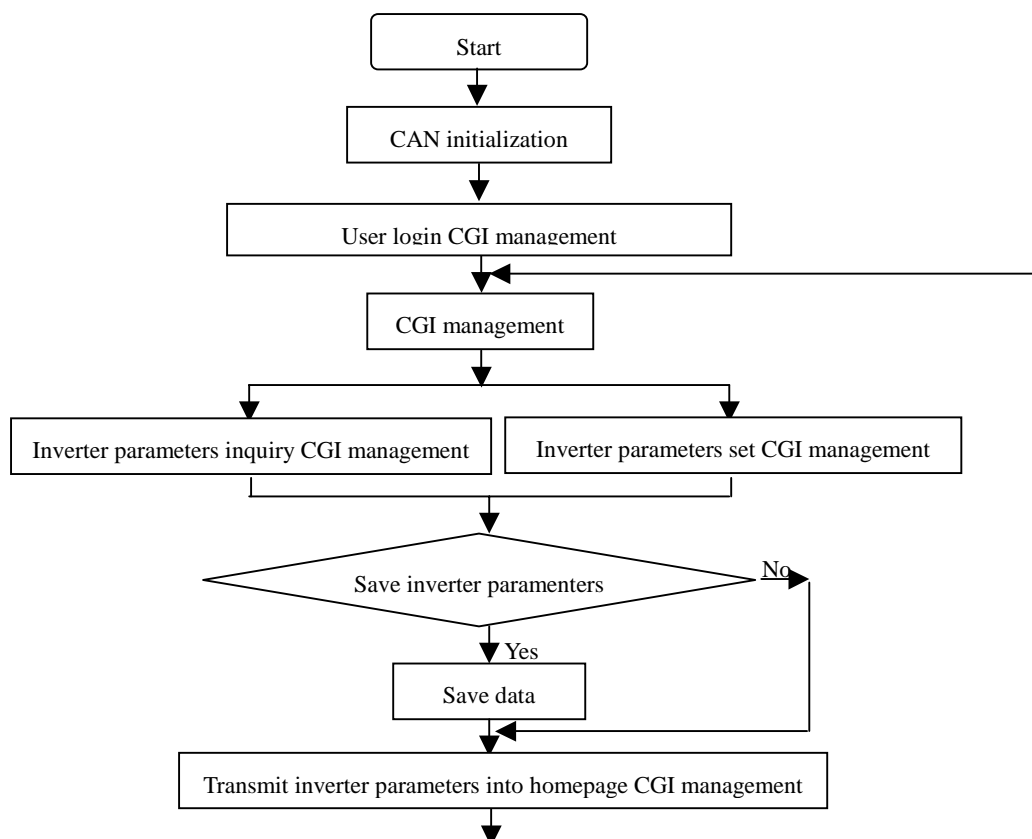 Start
CAN initialization
User login CGI management
CGI management
Inverter parameters inquiry CGI management
Inverter parameters set CGI management
Save inverter paramenters
No
Yes
Save data
Transmit inverter parameters into homepage CGI management